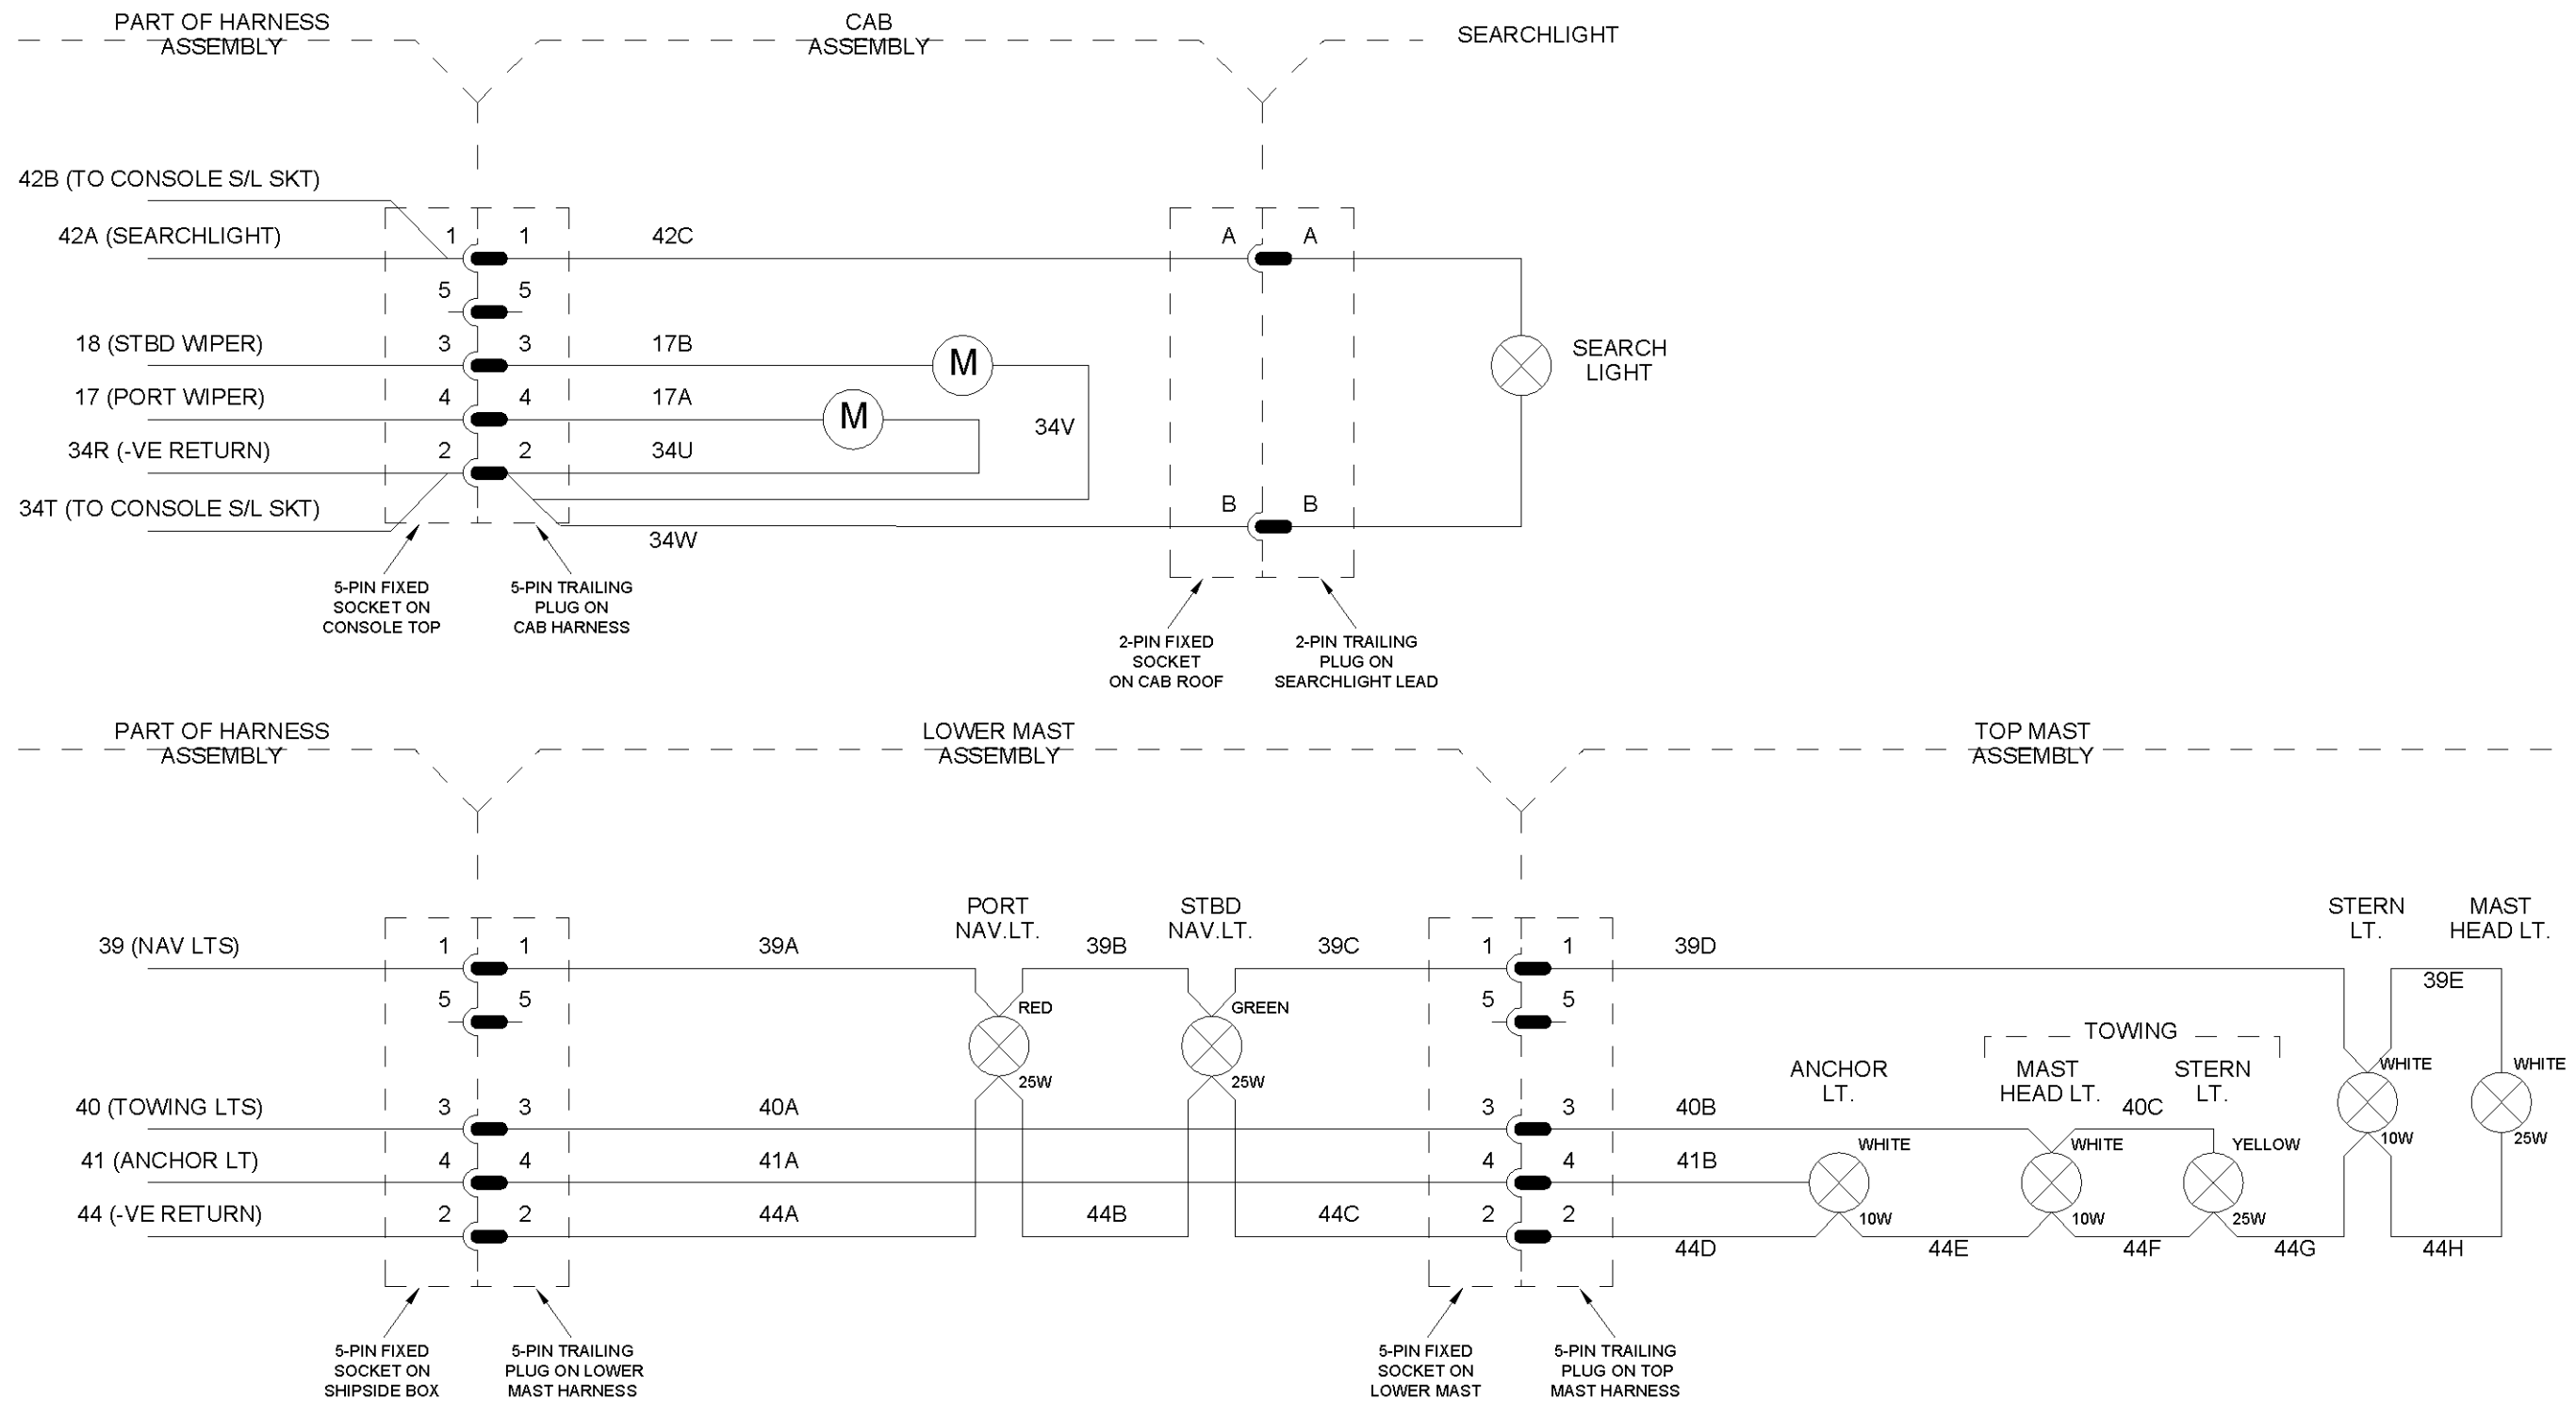 PART OF HARNESS
ASSEMBLY
CAB
ASSEMBLY
SEARCHLIGHT
42B (TO CONSOLE S/L SKT)
42A (SEARCHLIGHT)
1
1
42C
A
A
5
5
18 (STBD WIPER)
3
3
17B
M
SEARCH
LIGHT
17 (PORT WIPER)
4
4
17A
M
34V
34R (-VE RETURN)
2
2
34U
34T (TO CONSOLE S/L SKT)
B
B
34W
5-PIN FIXED
SOCKET ON
CONSOLE TOP
5-PIN TRAILING
PLUG ON
CAB HARNESS
2-PIN FIXED
SOCKET
ON CAB ROOF
2-PIN TRAILING
PLUG ON
SEARCHLIGHT LEAD
PART OF HARNESS
ASSEMBLY
LOWER MAST
ASSEMBLY
TOP MAST
ASSEMBLY
PORT
NAV.LT.
STBD
NAV.LT.
STERN
LT.
MAST
HEAD LT.
39 (NAV LTS)
1
1
39A
39B
39C
1
1
39D
39E
5
5
RED
GREEN
5
5
TOWING
25W
25W
ANCHOR
LT.
MAST
HEAD LT.
STERN
LT.
WHITE
WHITE
40 (TOWING LTS)
3
3
40A
3
3
40B
40C
10W
25W
41 (ANCHOR LT)
4
4
41A
4
4
41B
WHITE
WHITE
YELLOW
44 (-VE RETURN)
2
2
44A
44B
44C
2
2
10W
10W
25W
44D
44E
44F
44G
44H
5-PIN FIXED
SOCKET ON
SHIPSIDE BOX
5-PIN TRAILING
PLUG ON LOWER
MAST HARNESS
5-PIN FIXED
SOCKET ON
LOWER MAST
5-PIN TRAILING
PLUG ON TOP
MAST HARNESS